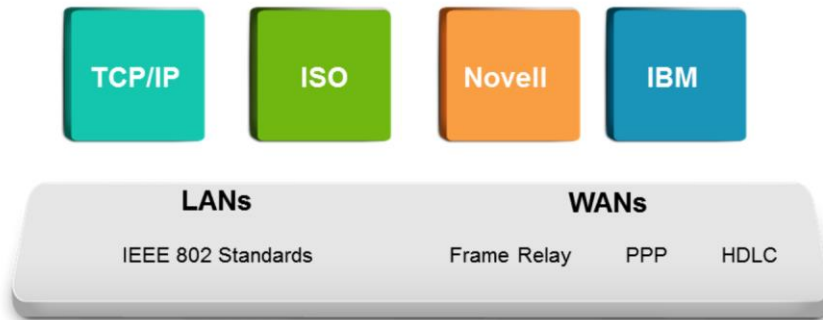 TCP/IP ISO Novell IBM
LANs WANs
IEEE 802 Standards Frame Relay PPP HDLC